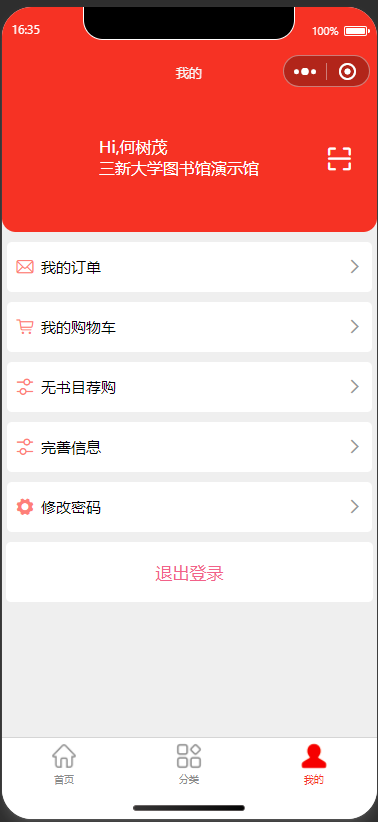 16:35
100%
我的
Hi,何树茂
三新大学图书馆演示馆
我的订单
我的购物车
无书目荐购
完善信息
修改密码
退出登录
首页
分类
我的